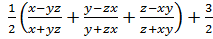 1/2 ( (x-yz)/(x+yz) + (y-zx)/(y+zx) + (z-xy)/(z+xy) ) + 3/2